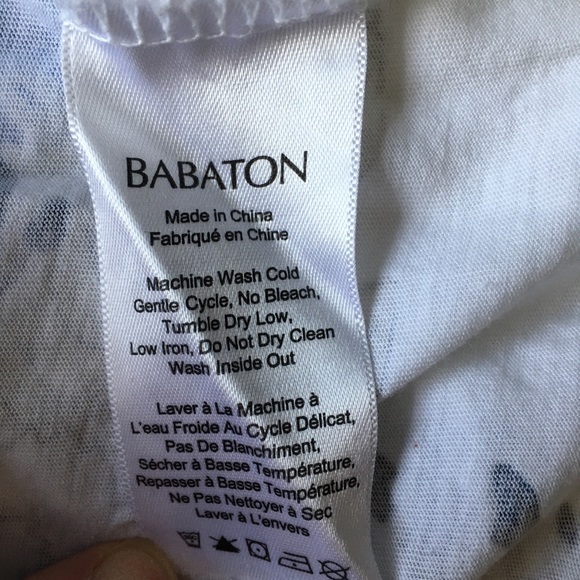 BABATON
Made in China
Fabriqué en Chine
Machine Wash Cold
Gentle Cycle, No Bleach,
Tumble Dry Low,
Low Iron, Do Not Dry Clean
Wash Inside Out
Laver à La Machine à
L'eau Froide Au Cycle Délicat,
Pas De Blanchiment,
Sécher à Basse Température,
Repasser à Basse Température,
Ne Pas Nettoyer à Sec
Laver à L'envers